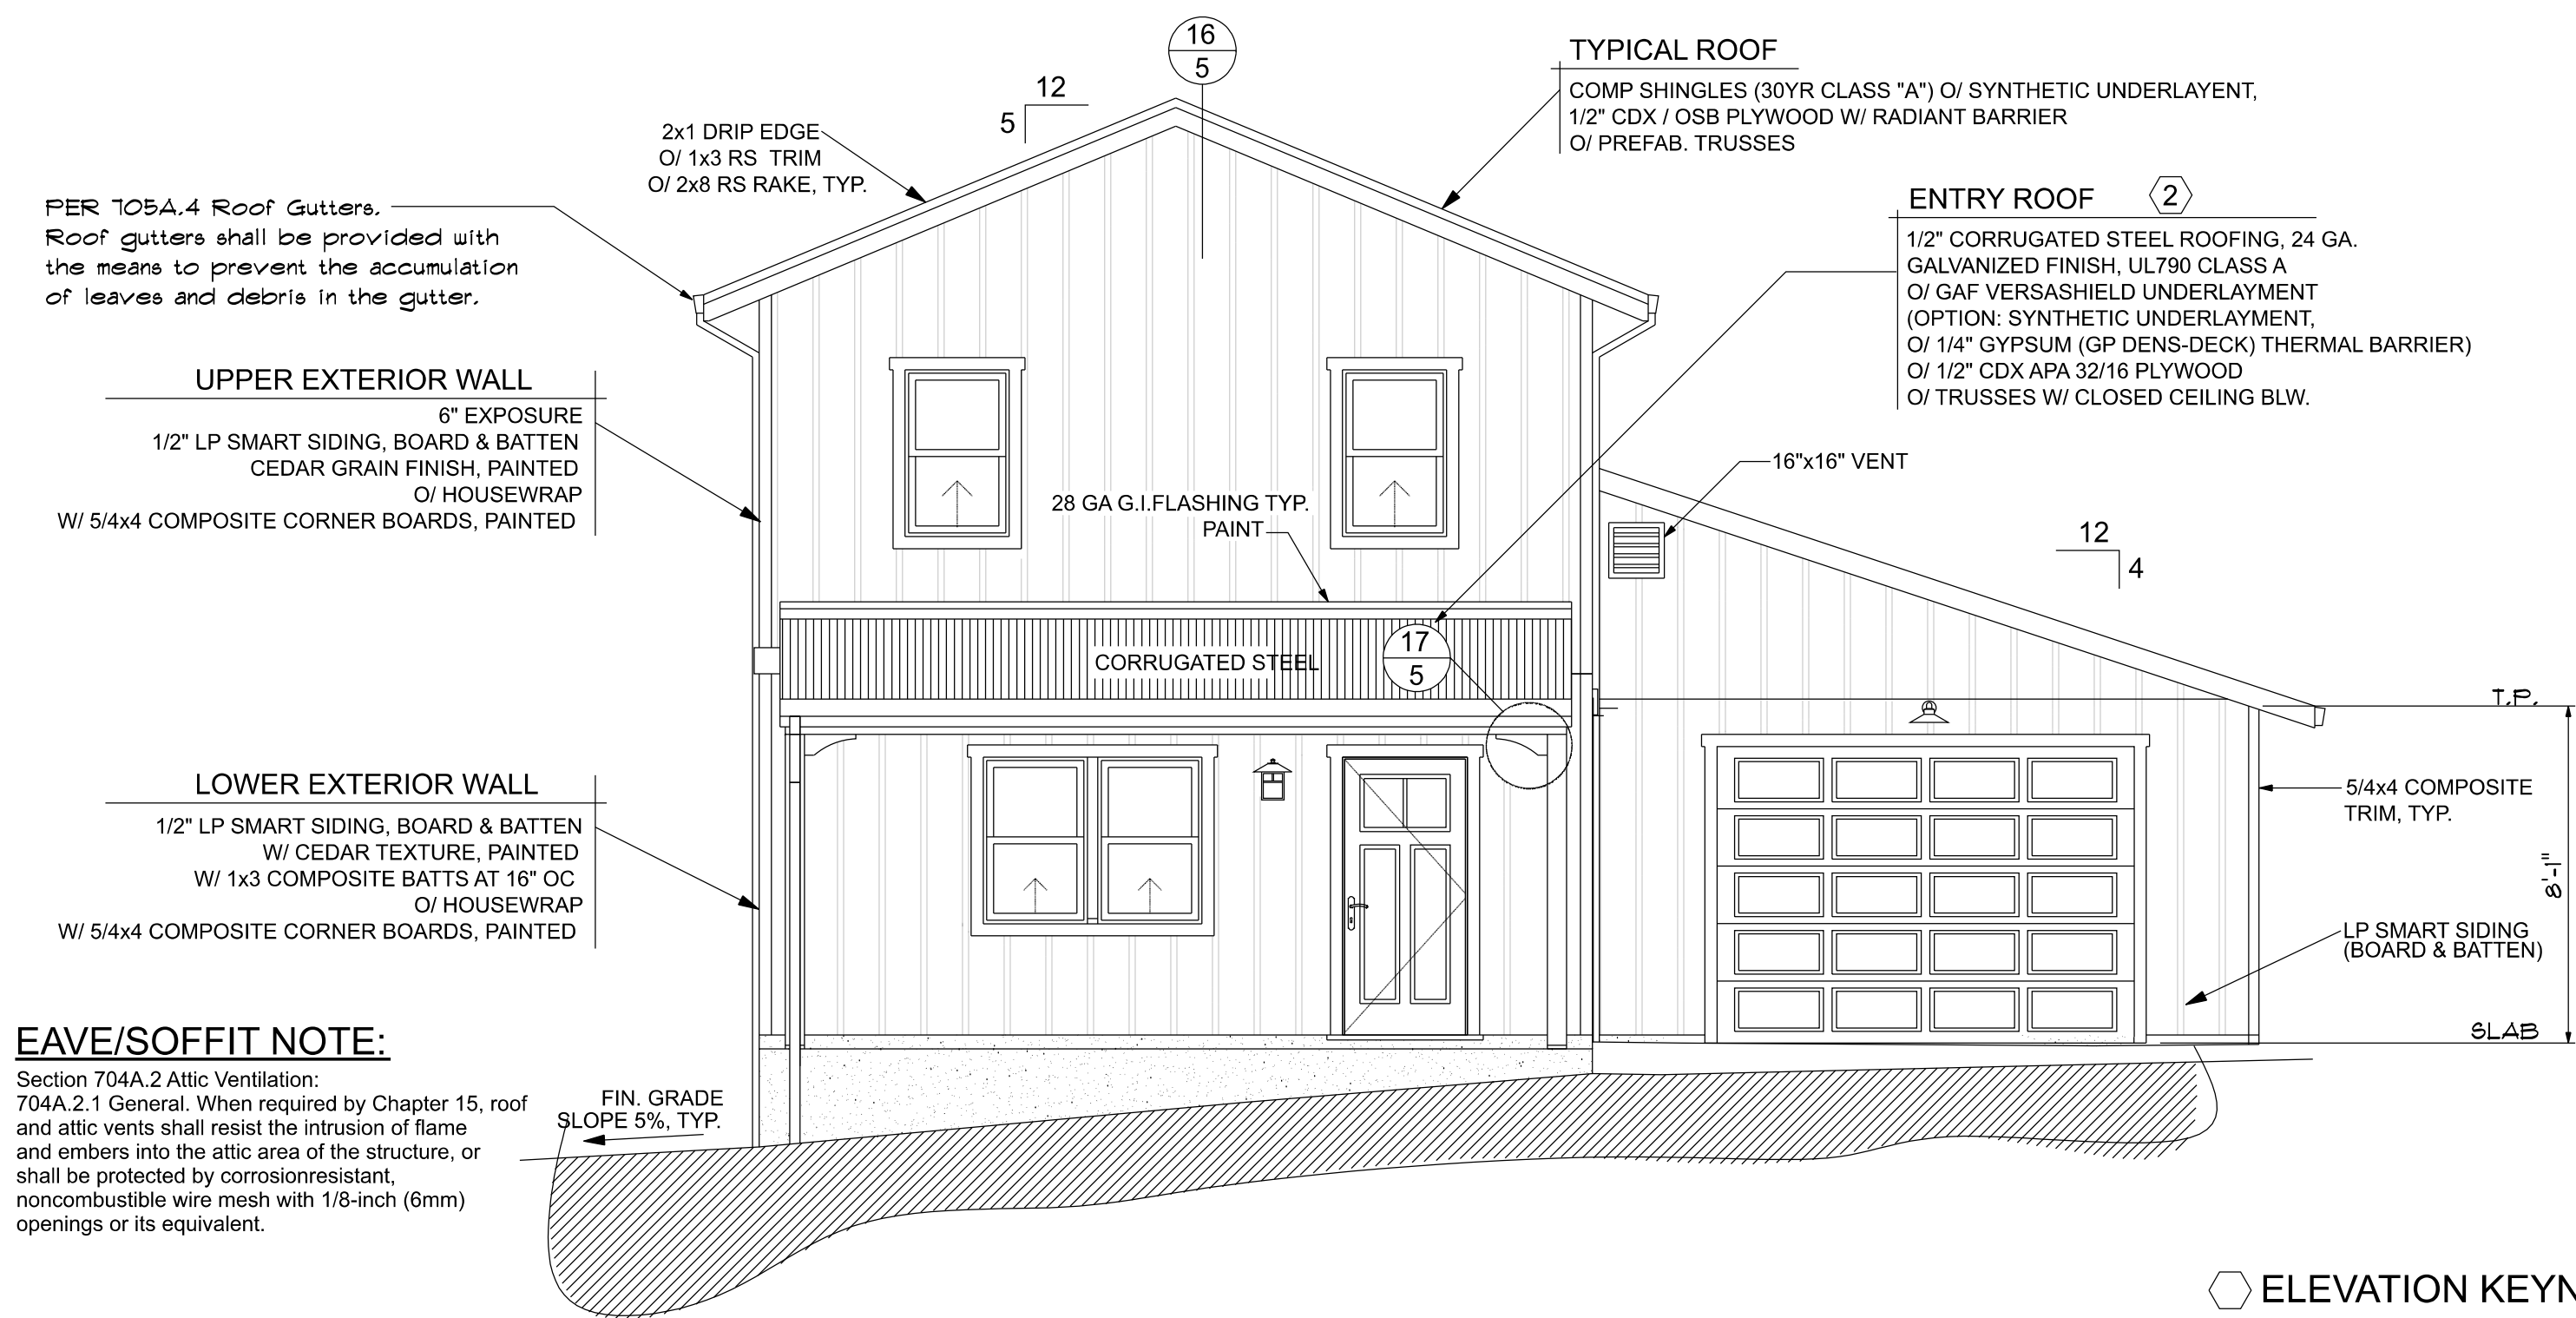 16
5
12
5
2x1 DRIP EDGE
O/ 1x3 RS TRIM
O/ 2x8 RS RAKE, TYP.
TYPICAL ROOF
COMP SHINGLES (30YR CLASS "A") O/ SYNTHETIC UNDERLAYENT,
1/2" CDX / OSB PLYWOOD W/ RADIANT BARRIER
O/ PREFAB. TRUSSES
PER 705A.4 Roof Gutters.
Roof gutters shall be provided with
the means to prevent the accumulation
of leaves and debris in the gutter.
ENTRY ROOF 2
1/2" CORRUGATED STEEL ROOFING, 24 GA.
GALVANIZED FINISH, UL790 CLASS A
O/ GAF VERSASHIELD UNDERLAYMENT
(OPTION: SYNTHETIC UNDERLAYMENT,
O/ 1/4" GYPSUM (GP DENS-DECK) THERMAL BARRIER)
O/ 1/2" CDX APA 32/16 PLYWOOD
O/ TRUSSES W/ CLOSED CEILING BLW.
UPPER EXTERIOR WALL
6" EXPOSURE
1/2" LP SMART SIDING, BOARD & BATTEN
CEDAR GRAIN FINISH, PAINTED
O/ HOUSEWRAP
W/ 5/4x4 COMPOSITE CORNER BOARDS, PAINTED
28 GA G.I.FLASHING TYP.
PAINT
16"x16" VENT
12
4
CORRUGATED STEEL
17
5
T.P.
LOWER EXTERIOR WALL
1/2" LP SMART SIDING, BOARD & BATTEN
W/ CEDAR TEXTURE, PAINTED
W/ 1x3 COMPOSITE BATTS AT 16" OC
O/ HOUSEWRAP
W/ 5/4x4 COMPOSITE CORNER BOARDS, PAINTED
5/4x4 COMPOSITE
TRIM, TYP.
8'-1"
LP SMART SIDING
(BOARD & BATTEN)
SLAB
EAVE/SOFFIT NOTE:
Section 704A.2 Attic Ventilation:
704A.2.1 General. When required by Chapter 15, roof
and attic vents shall resist the intrusion of flame
and embers into the attic area of the structure, or
shall be protected by corrosionresistant,
noncombustible wire mesh with 1/8-inch (6mm)
openings or its equivalent.
FIN. GRADE
SLOPE 5%, TYP.
ELEVATION KEYN